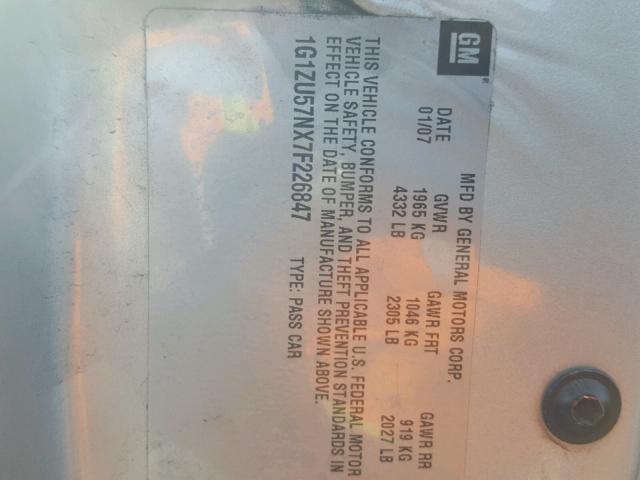 GM
MFD BY GENERAL MOTORS CORP.
DATE GVWR GAWR FRT GAWR RR
01/07 1965 KG 1046 KG 919 KG
4332 LB 2305 LB 2027 LB
THIS VEHICLE CONFORMS TO ALL APPLICABLE U.S. FEDERAL MOTOR
VEHICLE SAFETY, BUMPER, AND THEFT PREVENTION STANDARDS IN
EFFECT ON THE DATE OF MANUFACTURE SHOWN ABOVE.
1G1ZU57NX7F226847 TYPE: PASS CAR